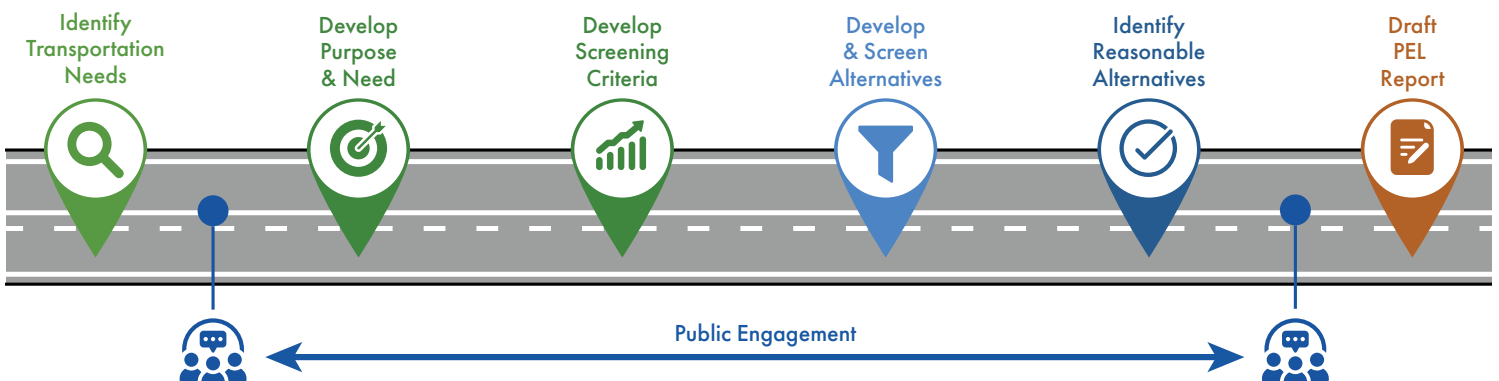 Identify
Transportation
Needs
Develop
Purpose
& Need
Develop
Screening
Criteria
Develop
& Screen
Alternatives
Identify
Reasonable
Alternatives
Draft
PEL
Report
Public Engagement